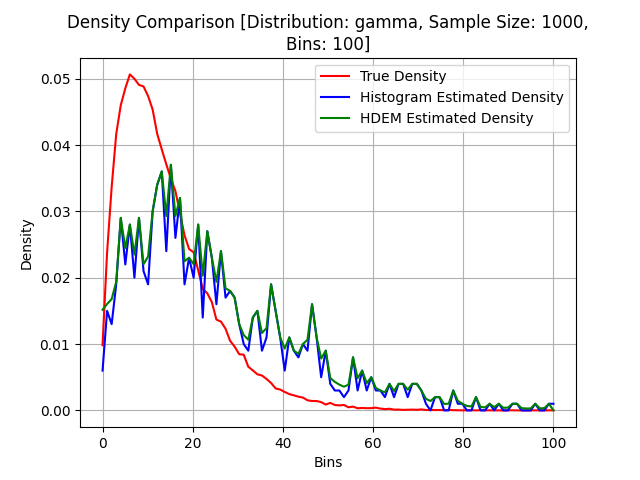 Density Comparison [Distribution: gamma, Sample Size: 1000,
Bins: 100]
True Density
Histogram Estimated Density
HDEM Estimated Density
Density
0.05
0.04
0.03
0.02
0.01
0.00
0 20 40 60 80 100
Bins